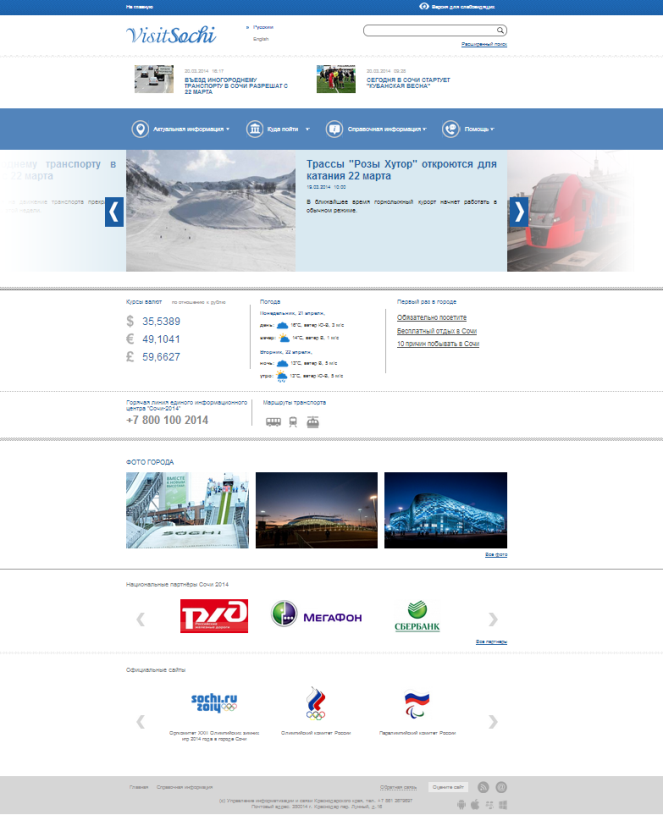 На главную
Версия для слабовидящих
VisitSochi
Русский
English
Расширенный поиск
20.03.2014 16:17
ВЪЕЗД ИНОГОРОДНЕМУ
ТРАНСПОРТУ В СОЧИ РАЗРЕШАТ С
22 МАРТА
20.03.2014
СЕГОДНЯ В СОЧИ СТАРТУЕТ
"КУБАНСКАЯ ВЕСНА"
Актуальная информация
Куда пойти
Справочная информация
Помощь
транспорту в
22 марта
движение транспорта
Трассы "Розы Хутор" откроются для
катания 22 марта
19.03.2014 10:00
В ближайшее время горнолыжный курорт начнет работать в
обычном режиме.
Курсы валют
по отношению к рублю
$ 35,5389
€ 49,1041
£ 59,6627
Погода
Понедельник, 21 апреля,
день: 16°C, ветер Ю-В, 3 м/с
вечер: 14°C, ветер В, 1 м/с
Вторник, 22 апреля,
ночь: 13°C, ветер В, 5 м/с
утро: 12°C, ветер Ю-В, 5 м/с
Первый раз в городе
Обязательно посетите
Бесплатный отдых в Сочи
10 причин побывать в Сочи
Горячая линия единого информационного
центра "Сочи-2014"
+7 800 100 2014
Маршруты транспорта
ФОТО ГОРОДА
ВМЕСТЕ
SOCHI
Все фото
Национальные партнёры Сочи 2014
РЖД
Российские железные дороги
МЕГАФОН
СБЕРБАНК
Все партнеры
Официальные сайты
sochi.ru
2014
Оргкомитет XXII Олимпийских зимних
игр 2014 года в городе Сочи
Олимпийский комитет России
Паралимпийский комитет России
Главная
Справочная информация
Обратная связь
Оцените сайт
(c) Управление информатизации и связи Краснодарского края, тел. +7 861 2678687
Почтовый адрес: 350014 г. Краснодар пер. Лунный, д. 16